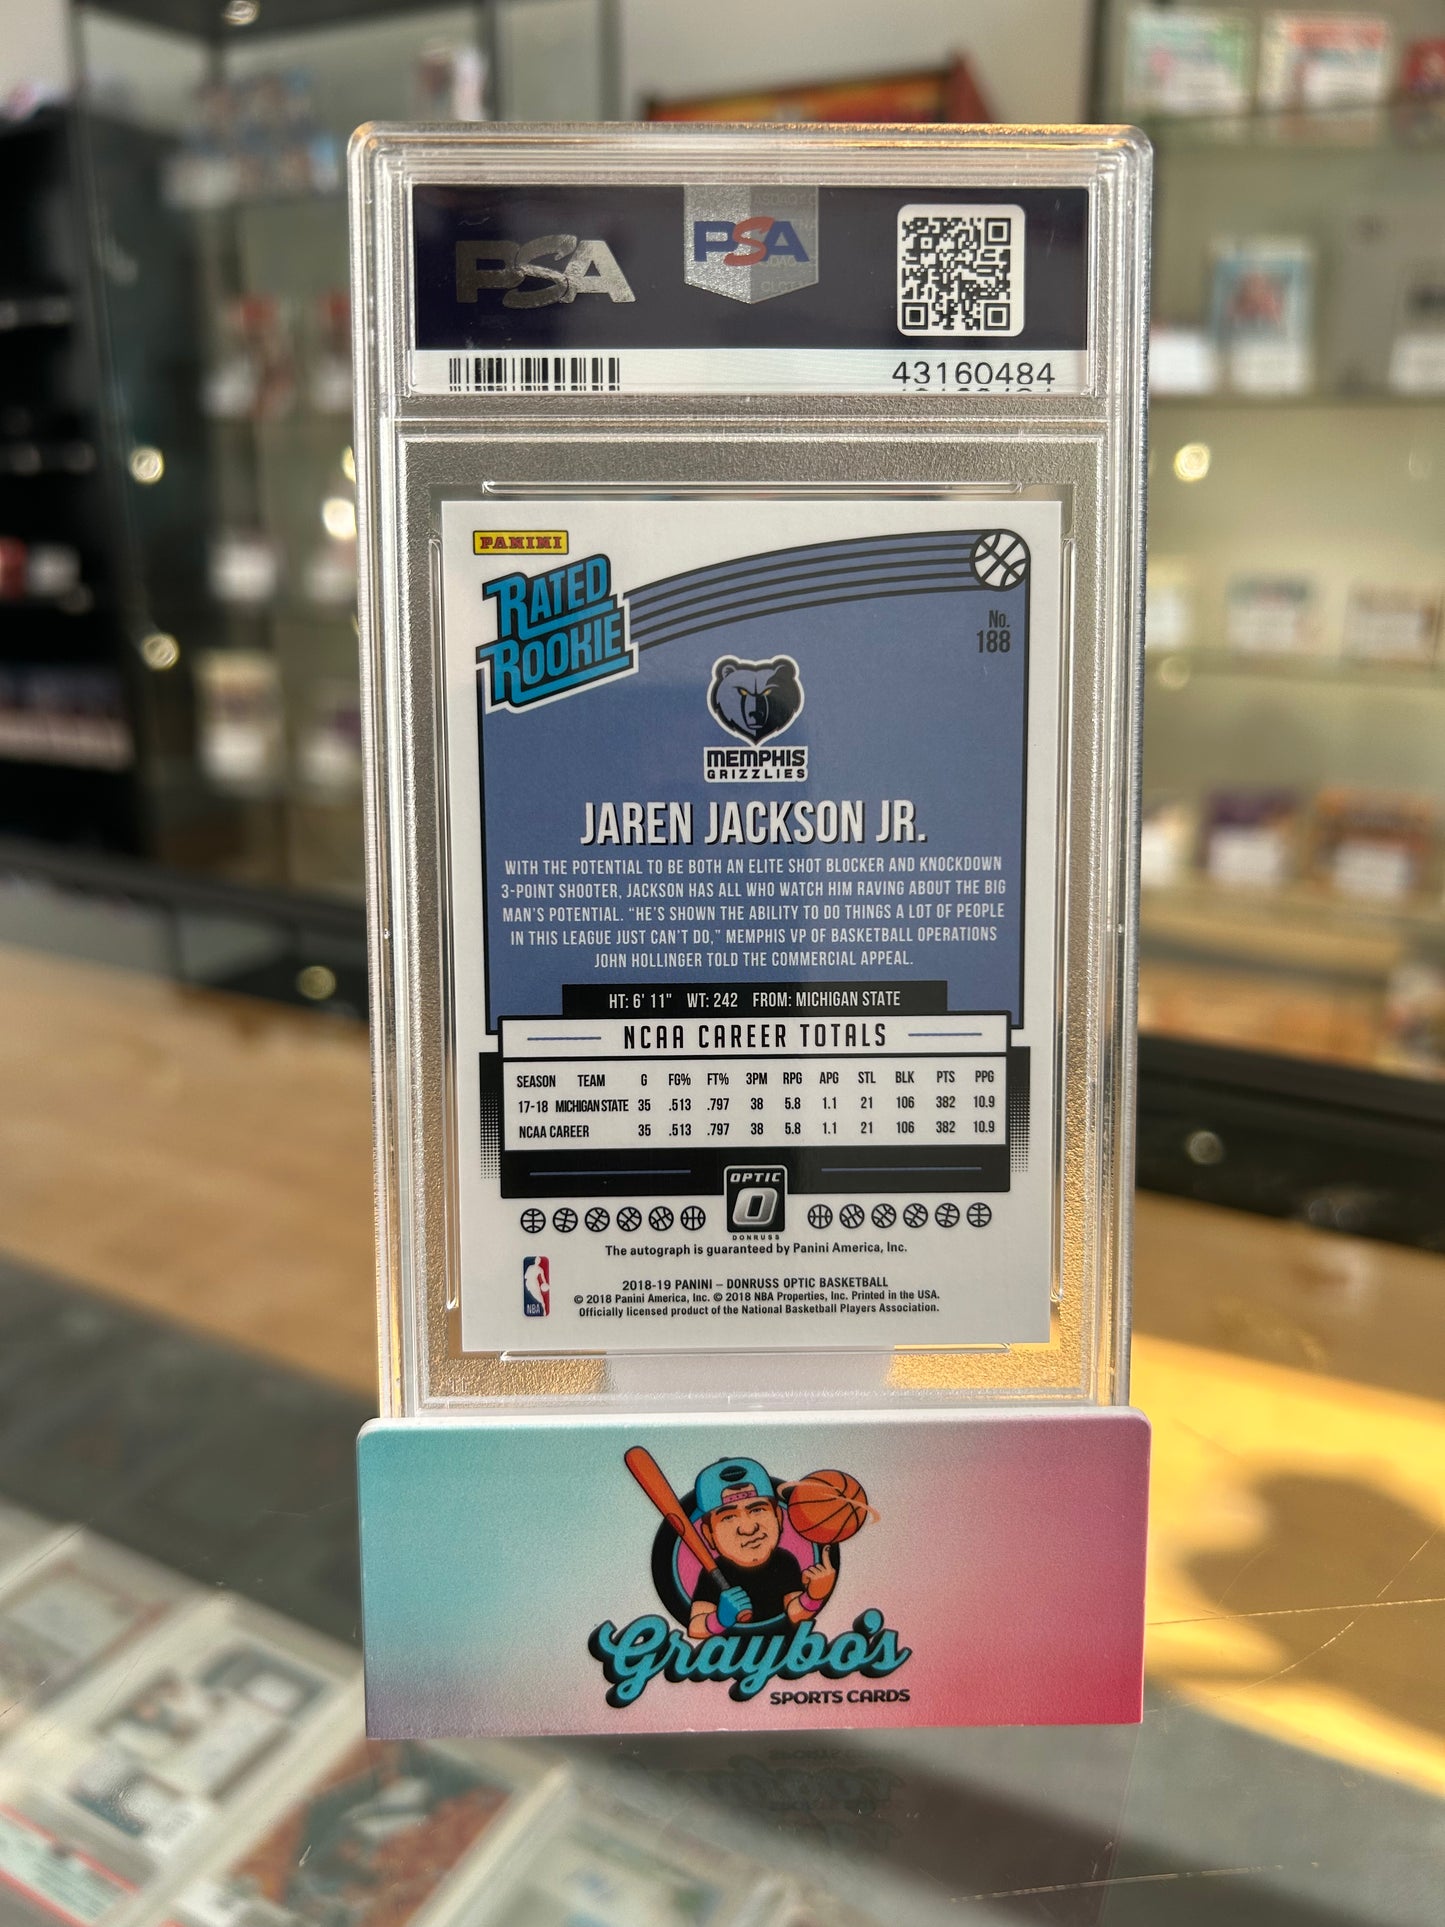 PSA
PSA
43160484
PANINI
RATED
ROOKIE
No.
188
MEMPHIS
GRIZZLIES
JAREN JACKSON JR.
WITH THE POTENTIAL TO BE BOTH AN ELITE SHOT BLOCKER AND KNOCKDOWN
3-POINT SHOOTER, JACKSON HAS ALL WHO WATCH HIM RAVING ABOUT THE BIG
MAN'S POTENTIAL. "HE'S SHOWN THE ABILITY TO DO THINGS A LOT OF PEOPLE
IN THIS LEAGUE JUST CAN'T DO," MEMPHIS VP OF BASKETBALL OPERATIONS
JOHN HOLLINGER TOLD THE COMMERCIAL APPEAL.
HT: 6' 11" WT: 242 FROM: MICHIGAN STATE
NCAA CAREER TOTALS
SEASON TEAM G FG% FT% 3PM RPG APG STL BLK PTS PPG
17-18 MICHIGAN STATE 35 .513 .797 38 5.8 1.1 21 106 382 10.9
NCAA CAREER 35 .513 .797 38 5.8 1.1 21 106 382 10.9
OPTIC
O
DONRUSS
The autograph is guaranteed by Panini America, Inc.
NBA
2018-19 PANINI – DONRUSS OPTIC BASKETBALL
© 2018 Panini America, Inc. © 2018 NBA Properties, Inc. Printed in the USA.
Officially licensed product of the National Basketball Players Association.
Graybo's
SPORTS CARDS